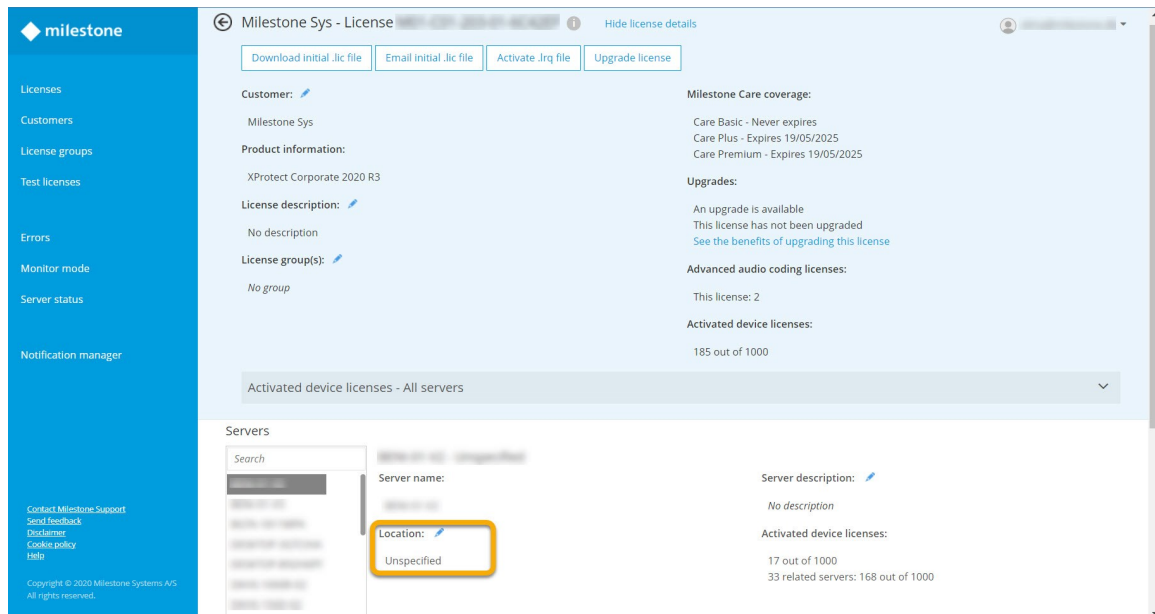 milestone
Licenses
Customers
License groups
Test licenses
Errors
Monitor mode
Server status
Notification manager
Contact Milestone Support
Send feedback
Disclaimer
Cookie policy
Help
Copyright © 2020 Milestone Systems A/S
All rights reserved.
Milestone Sys - License
Hide license details
Download initial .lic file
Email initial .lic file
Activate .lrq file
Upgrade license
Customer:
Milestone Sys
Product information:
XProtect Corporate 2020 R3
License description:
No description
License group(s):
No group
Milestone Care coverage:
Care Basic - Never expires
Care Plus - Expires 19/05/2025
Care Premium - Expires 19/05/2025
Upgrades:
An upgrade is available
This license has not been upgraded
See the benefits of upgrading this license
Advanced audio coding licenses:
This license: 2
Activated device licenses:
185 out of 1000
Activated device licenses - All servers
Servers
Search
Server name:
Location:
Unspecified
Server description:
No description
Activated device licenses:
17 out of 1000
33 related servers: 168 out of 1000